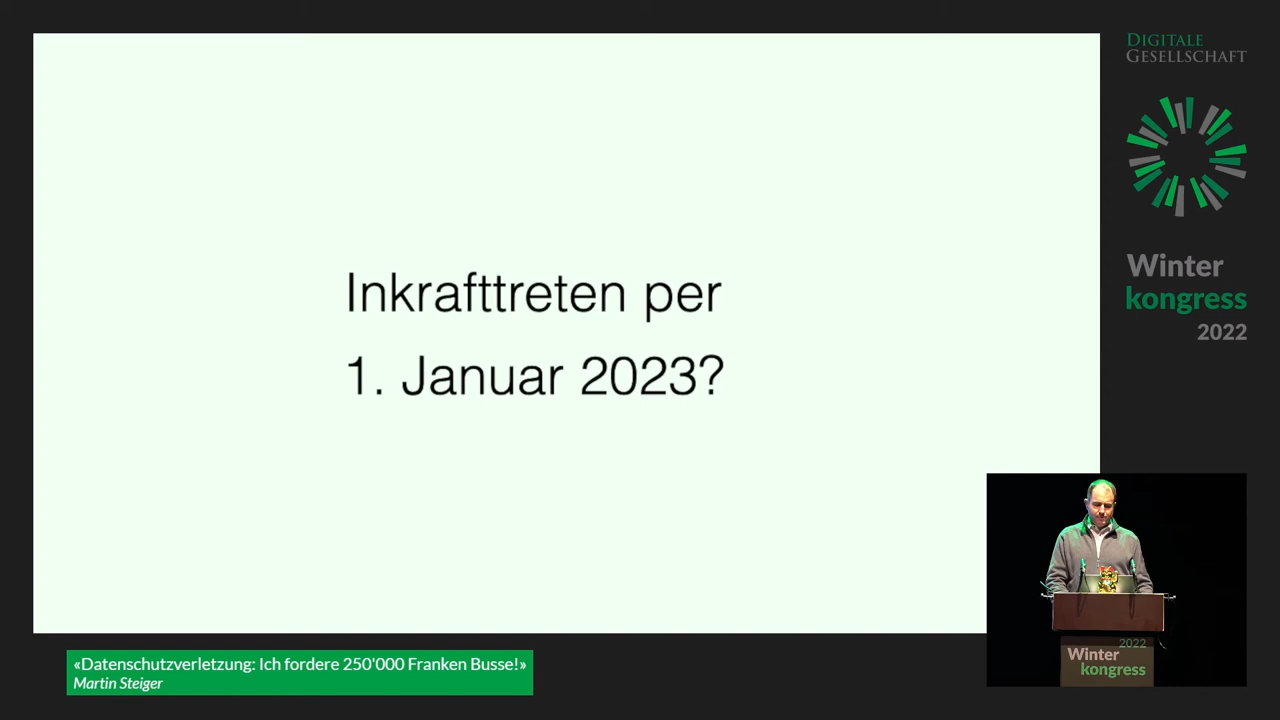 DIGITALE
GESELLSCHAFT
Inkrafttreten per
1. Januar 2023?
Winter
kongress
2022
2022
Winter
kongress
«Datenschutzverletzung: Ich fordere 250'000 Franken Busse!»
Martin Steiger